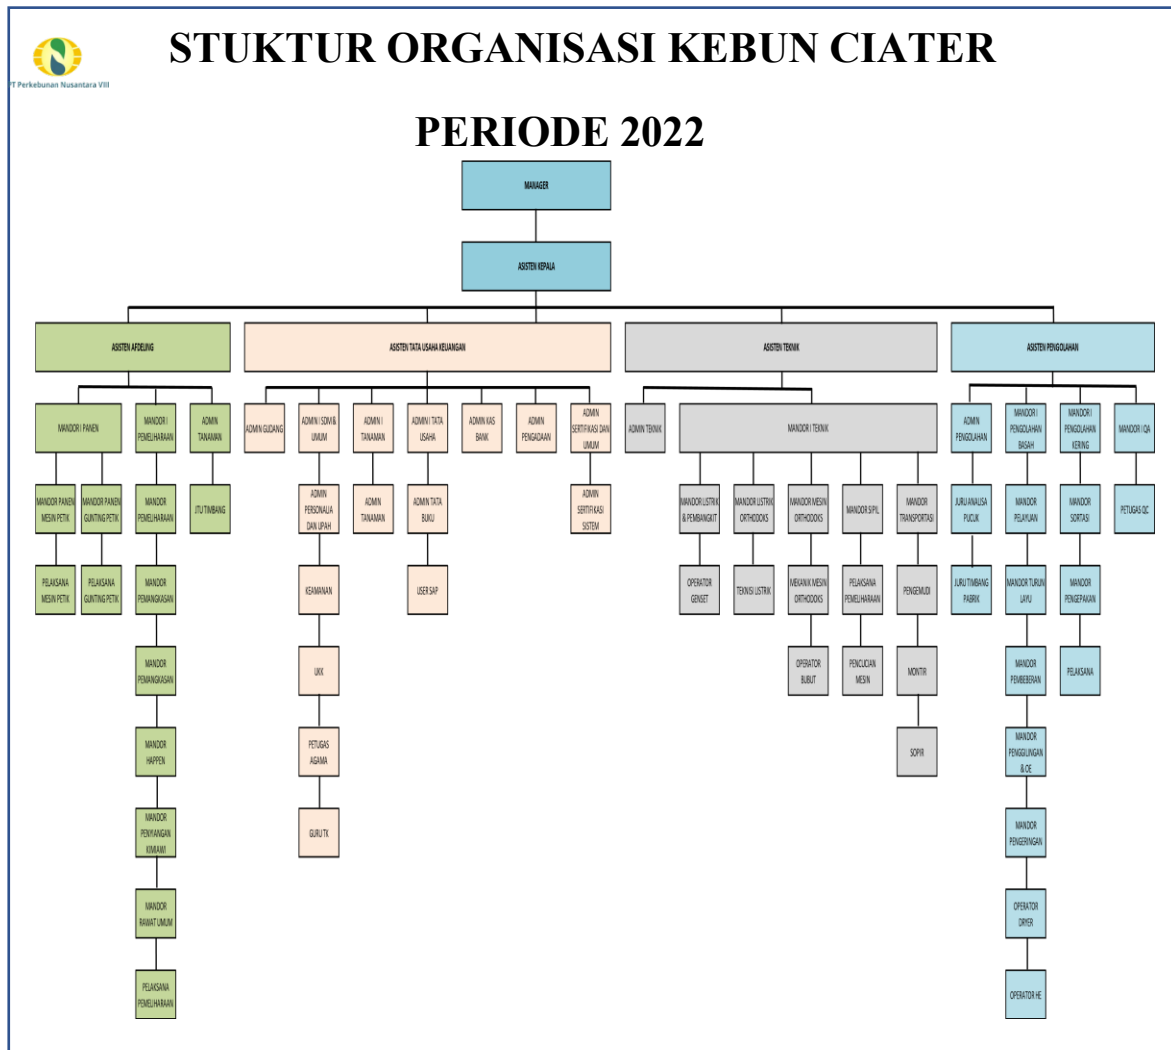 STUKTUR ORGANISASI KEBUN CIATER
PT Perkebunan Nusantara VIII
PERIODE 2022
MANAGER
ASISTEN KEPALA
ASISTEN AFDELING
ASISTEN TATA USAHA KEUANGAN
ASISTEN TEKNIK
ASISTEN PENGOLAHAN
MANDOR I PANEN
MANDOR I
PEMELIHARAAN
ADMIN
TANAMAN
ADMIN GUDANG
ADMIN I SDM &
UMUM
ADMIN I
TANAMAN
ADMIN I TATA
USAHA
ADMIN KAS
BANK
ADMIN
PENGADAAN
ADMIN
SERTIFIKASI DAN
UMUM
ADMIN TEKNIK
MANDOR I TEKNIK
ADMIN
PENGOLAHAN
MANDOR I
PENGOLAHAN
BASAH
MANDOR I
PENGOLAHAN
KERING
MANDOR I QA
MANDOR PANEN
MESIN PETIK
MANDOR PANEN
GUNTING PETIK
MANDOR
PEMELIHARAAN
JTU TIMBANG
ADMIN
PERSONALIA
DAN UPAH
ADMIN
TANAMAN
ADMIN TATA
BUKU
ADMIN
SERTIFIKASI
SISTEM
MANDOR LISTRIK
& PEMBANGKIT
MANDOR LISTRIK
ORTHODOKS
MANDOR MESIN
ORTHODOKS
MANDOR SIPIL
MANDOR
TRANSPORTASI
JURU ANALISA
PUCUK
MANDOR
PELAYUAN
MANDOR
SORTASI
PETUGAS QC
PELAKSANA
MESIN PETIK
PELAKSANA
GUNTING PETIK
MANDOR
PEMANGKASAN
KEAMANAN
USER SAP
OPERATOR
GENSET
TEKNISI LISTRIK
MEKANIK MESIN
ORTHODOKS
PELAKSANA
PEMELIHARAAN
PENGEMUDI
JURU TIMBANG
PABRIK
MANDOR TURUN
LAYU
MANDOR
PENGEPAKAN
MANDOR
PEMANGKASAN
UKK
OPERATOR
BUBUT
PENCUCIAN
MESIN
MONTIR
MANDOR
PEMBEBERAN
PELAKSANA
MANDOR
HAPPEN
PETUGAS
AGAMA
SOPIR
MANDOR
PENGGILINGAN
& OE
MANDOR
PENYIANGAN
KIMIAWI
GURU TK
MANDOR
PENGERINGAN
MANDOR
RAWAT UMUM
OPERATOR
DRYER
PELAKSANA
PEMELIHARAAN
OPERATOR HE